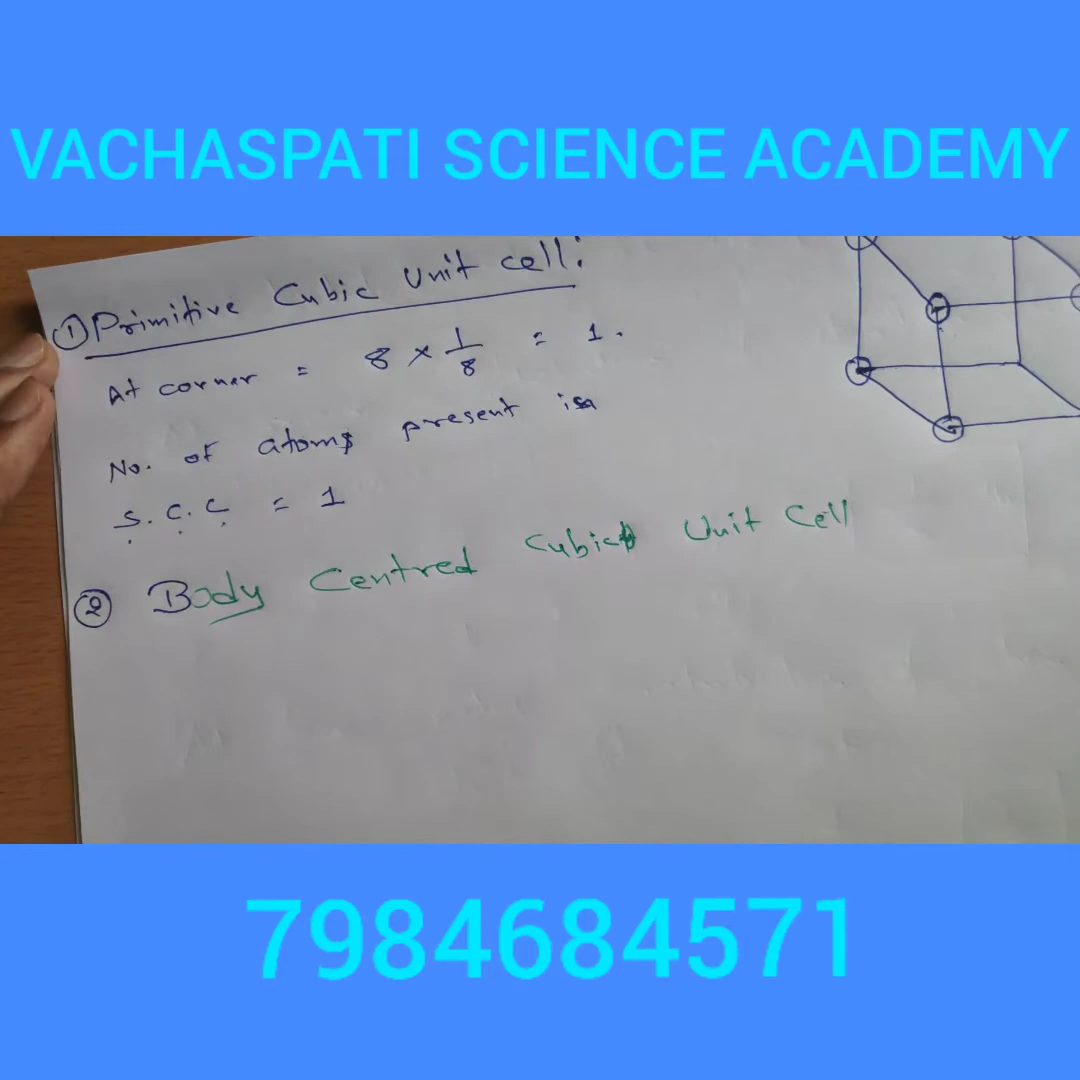 VACHASPATI SCIENCE ACADEMY
① Primitive Cubic Unit cell:
At corner = 8 × 1/8 = 1.
No. of atoms present in
S.C.C = 1
② Body Centred Cubic Unit Cell
7984684571